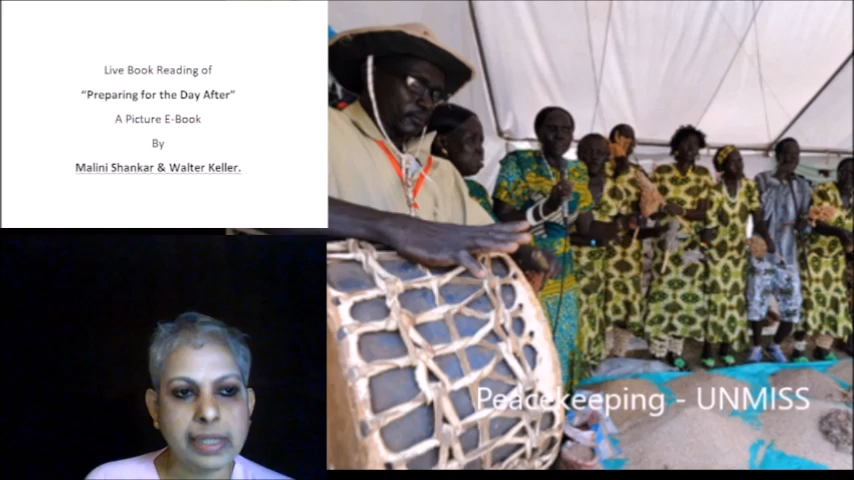 Live Book Reading of
“Preparing for the Day After”
A Picture E-Book
By
Malini Shankar & Walter Keller.
Peacekeeping - UNMISS